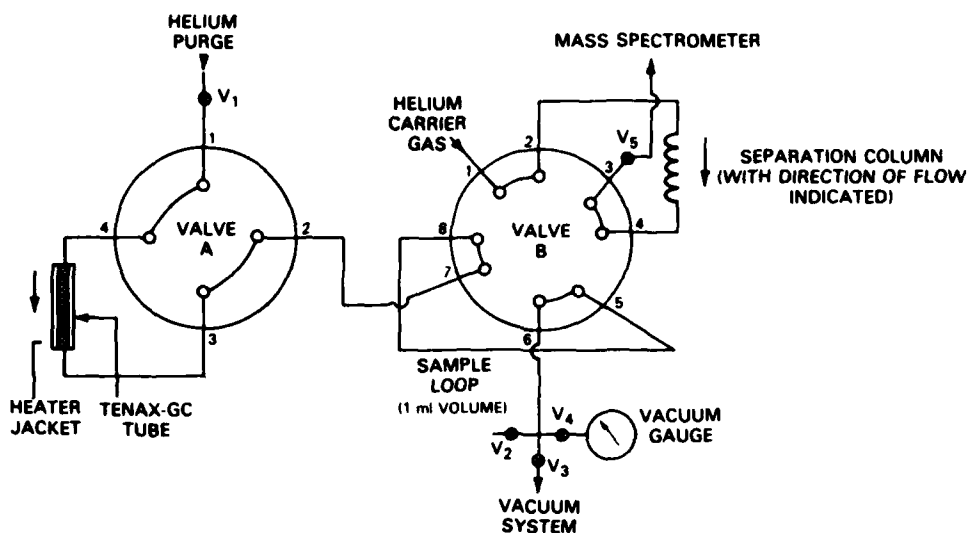 HELIUM
PURGE
V1
1
4
VALVE
A
2
3
HEATER
JACKET
TENAX-GC
TUBE
MASS SPECTROMETER
HELIUM
CARRIER
GAS
V5
1
2
3
SEPARATION COLUMN
(WITH DIRECTION OF FLOW
INDICATED)
8
VALVE
B
4
7
5
6
SAMPLE
LOOP
(1 ml VOLUME)
V4
V2
V3
VACUUM
GAUGE
VACUUM
SYSTEM